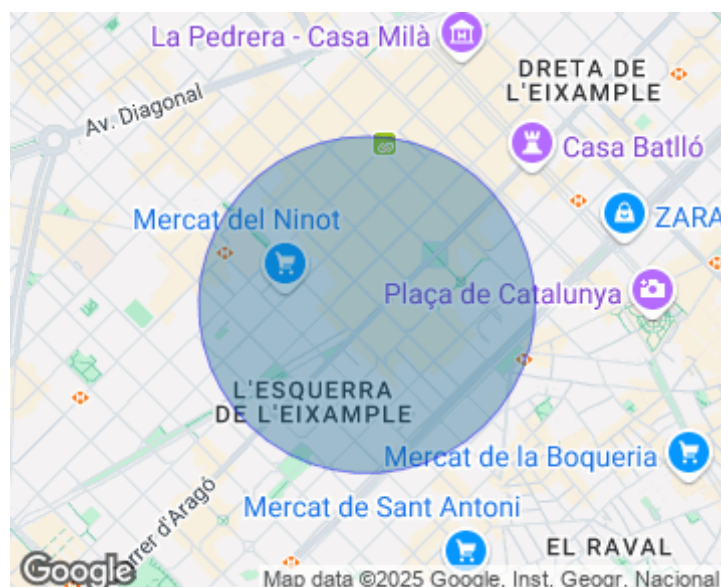 La Pedrera - Casa Milà
DRETA DE
L'EIXAMPLE
Av. Diagonal
Casa Batlló
Mercat del Ninot
ZARA
Plaça de Catalunya
L'ESQUERRA
DE L'EIXAMPLE
Mercat de la Boqueria
Mercat de Sant Antoni
Carrer d'Aragó
EL RAVAL
Google
Map data ©2025 Google, Inst. Geogr. Nacional